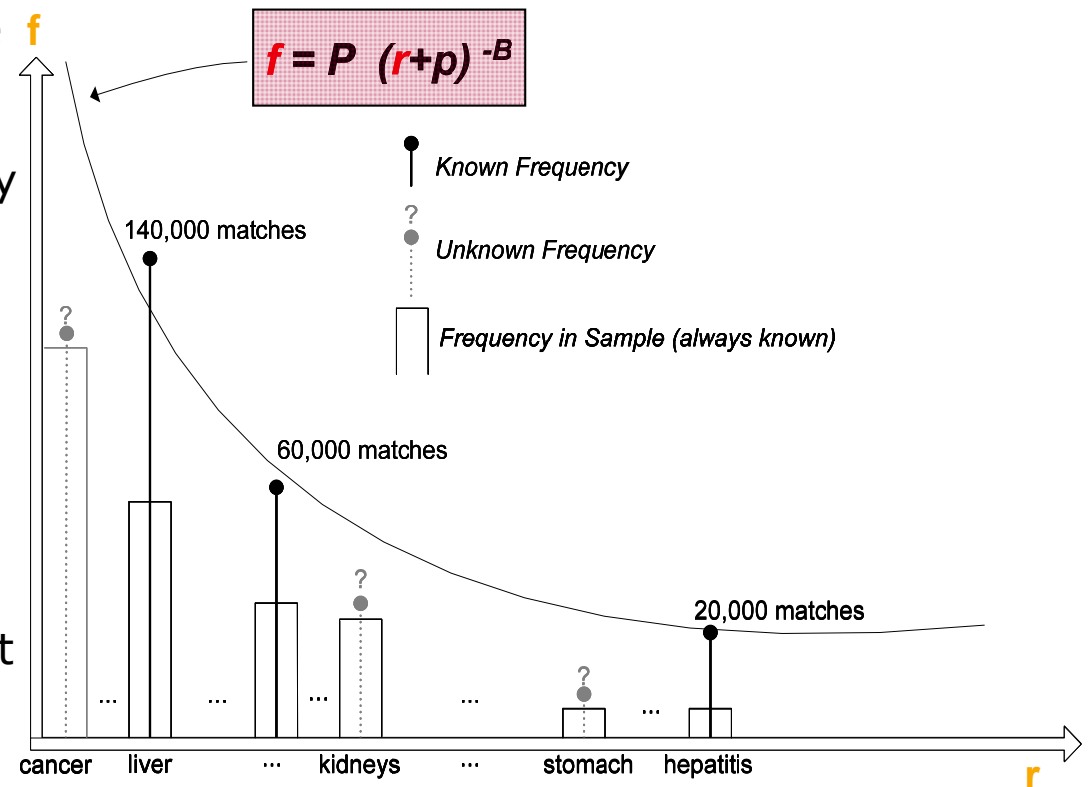 f
f = P (r+p) -B
y
Known Frequency
140,000 matches
?
Unknown Frequency
?
Frequency in Sample (always known)
60,000 matches
?
20,000 matches
t
?
... ... ... ... ...
cancer liver ... kidneys ... stomach hepatitis
r